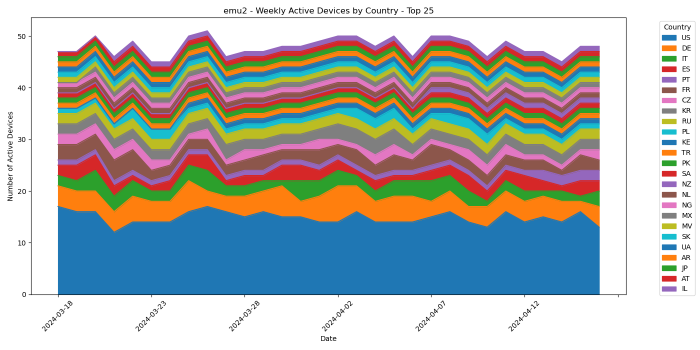 emu2 - Weekly Active Devices by Country - Top 25
Number of Active Devices
50
40
30
20
10
0
2024-03-18
2024-03-23
2024-03-28
2024-04-02
2024-04-07
2024-04-12
Date
Country
US
DE
IT
ES
PT
FR
CZ
KR
RU
PL
KE
TR
PK
SA
NZ
NL
NG
MX
MV
SK
UA
AR
JP
AT
IL